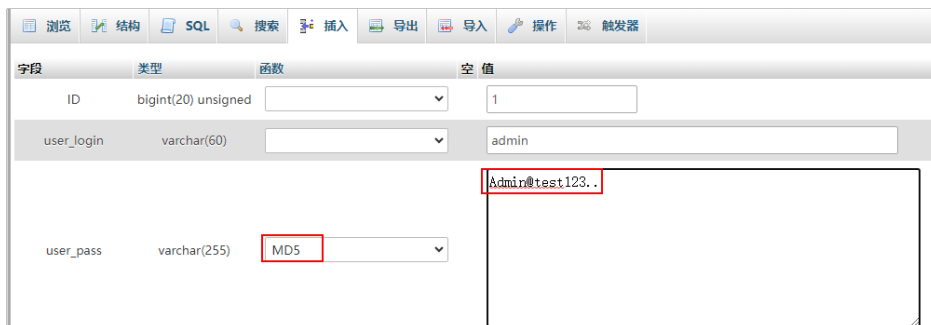 浏览 结构 SQL 搜索 插入 导出 导入 操作 触发器
字段 类型 函数 空 值
ID bigint(20) unsigned 1
user_login varchar(60) admin
Admin@test123..
user_pass varchar(255) MD5